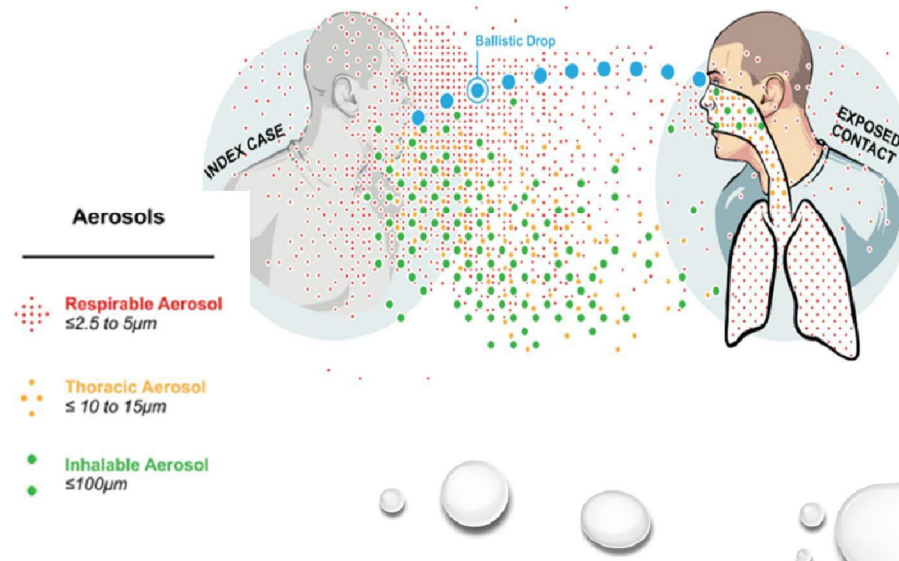 Ballistic Drop
INDEX CASE
EXPOSED
CONTACT
Aerosols
Respirable Aerosol
≤2.5 to 5µm
Thoracic Aerosol
≤ 10 to 15µm
Inhalable Aerosol
≤100µm